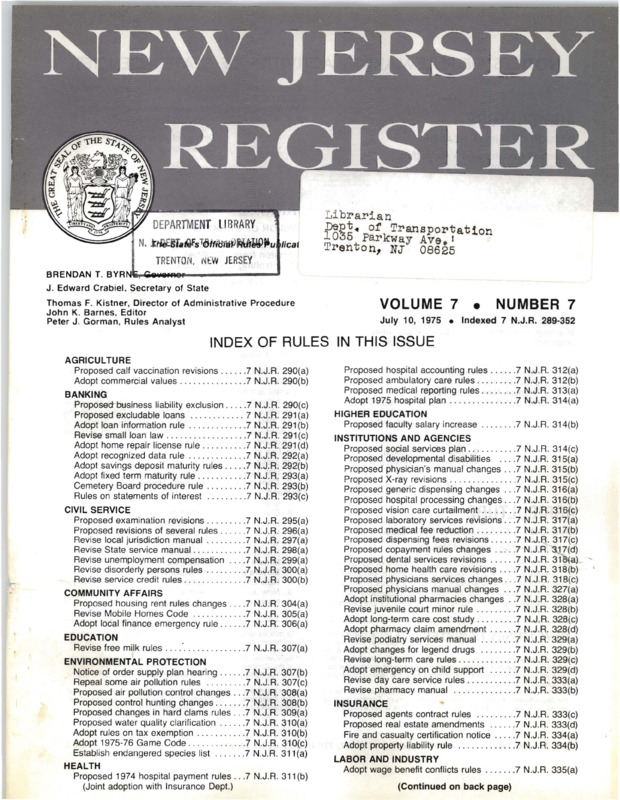 NEW JERSEY
REGISTER
THE GREAT SEAL OF THE STATE OF NEW JERSEY
DEPARTMENT LIBRARY
N. J. DEPT. OF TRANSPORTATION
The State's Official Rules Publicat
TRENTON, NEW JERSEY
Librarian
Dept. of Transportation
1035 Parkway Ave.
Trenton, NJ 08625
BRENDAN T. BYRNE, Governor
J. Edward Crabiel, Secretary of State
Thomas F. Kistner, Director of Administrative Procedure
John K. Barnes, Editor
Peter J. Gorman, Rules Analyst
VOLUME 7 • NUMBER 7
July 10, 1975 • Indexed 7 N.J.R. 289-352
INDEX OF RULES IN THIS ISSUE
AGRICULTURE
Proposed calf vaccination revisions ......7 N.J.R. 290(a)
Adopt commercial values .............7 N.J.R. 290(b)
BANKING
Proposed business liability exclusion ....7 N.J.R. 290(c)
Proposed excludable loans ........... 7 N.J.R. 291(a)
Adopt loan information rule ...........7 N.J.R. 291(b)
Revise small loan law ................7 N.J.R. 291(c)
Adopt home repair license rule ........7 N.J.R. 291(d)
Adopt recognized data rule ...........7 N.J.R. 292(a)
Adopt savings deposit maturity rules .....7 N.J.R. 292(b)
Adopt fixed term maturity rule .........7 N.J.R. 293(a)
Cemetery Board procedure rule .......7 N.J.R. 293(b)
Rules on statements of interest ........7 N.J.R. 293(c)
CIVIL SERVICE
Proposed examination revisions ........7 N.J.R. 295(a)
Proposed revisions of several rules .....7 N.J.R. 296(a)
Revise local jurisdiction manual ........7 N.J.R. 297(a)
Revise State service manual ...........7 N.J.R. 298(a)
Revise unemployment compensation ....7 N.J.R. 299(a)
Revise disorderly persons rules ........7 N.J.R. 300(a)
Revise service credit rules .............7 N.J.R. 300(b)
COMMUNITY AFFAIRS
Proposed housing rent rules changes ...7 N.J.R. 304(a)
Revise Mobile Homes Code ..........7 N.J.R. 305(a)
Adopt local finance emergency rule ......7 N.J.R. 306(a)
EDUCATION
Revise free milk rules ................7 N.J.R. 307(a)
ENVIRONMENTAL PROTECTION
Notice of order supply plan hearing .....7 N.J.R. 307(b)
Repeal some air pollution rules ........7 N.J.R. 307(c)
Proposed air pollution control changes ...7 N.J.R. 308(a)
Proposed control hunting changes .......7 N.J.R. 308(b)
Proposed changes in hard clams rules ....7 N.J.R. 309(a)
Proposed water quality clarification .....7 N.J.R. 310(a)
Adopt rules on tax exemption ..........7 N.J.R. 310(b)
Adopt 1975-76 Game Code ............7 N.J.R. 310(c)
Establish endangered species list .......7 N.J.R. 311(a)
HEALTH
Proposed 1974 hospital payment rules ...7 N.J.R. 311(b)
(Joint adoption with Insurance Dept.)
Proposed hospital accounting rules ......7 N.J.R. 312(a)
Proposed ambulatory care rules ........7 N.J.R. 312(b)
Proposed medical reporting rules .......7 N.J.R. 313(a)
Adopt 1975 hospital plan .............7 N.J.R. 314(a)
HIGHER EDUCATION
Proposed faculty salary increase .......7 N.J.R. 314(b)
INSTITUTIONS AND AGENCIES
Proposed social services plan ...........7 N.J.R. 314(c)
Proposed developmental disabilities ....7 N.J.R. 315(a)
Proposed physician's manual changes ...7 N.J.R. 315(b)
Proposed X-ray revisions ..............7 N.J.R. 315(c)
Proposed generic dispensing changes ...7 N.J.R. 316(a)
Proposed hospital processing changes ...7 N.J.R. 316(b)
Proposed vision care curtailment ........7 N.J.R. 316(c)
Proposed laboratory services revisions ...7 N.J.R. 317(a)
Proposed medical fee reduction ........7 N.J.R. 317(b)
Proposed dispensing fees revisions .....7 N.J.R. 317(c)
Proposed copayment rules changes .....7 N.J.R. 317(d)
Proposed dental services revisions .....7 N.J.R. 318(a)
Proposed home health care revisions ....7 N.J.R. 318(b)
Proposed physicians services changes ...7 N.J.R. 318(c)
Proposed physicians manual changes ....7 N.J.R. 327(a)
Adopt institutional pharmacies changes ..7 N.J.R. 328(a)
Revise juvenile court minor rule ........7 N.J.R. 328(b)
Adopt long-term care cost study ........7 N.J.R. 328(c)
Adopt pharmacy claim amendment .....7 N.J.R. 328(d)
Revise podiatry services manual ........7 N.J.R. 329(a)
Adopt changes for legend drugs ........7 N.J.R. 329(b)
Revise long-term care rules ............7 N.J.R. 329(c)
Adopt emergency on child support ......7 N.J.R. 329(d)
Revise day care service rules ..........7 N.J.R. 333(a)
Revise pharmacy manual .............7 N.J.R. 333(b)
INSURANCE
Proposed agents contract rules ........7 N.J.R. 333(c)
Proposed real estate amendments ......7 N.J.R. 333(d)
Fire and casualty certification notice .....7 N.J.R. 334(a)
Adopt property liability rule ...........7 N.J.R. 334(b)
LABOR AND INDUSTRY
Adopt wage benefit conflicts rules .......7 N.J.R. 335(a)
(Continued on back page)